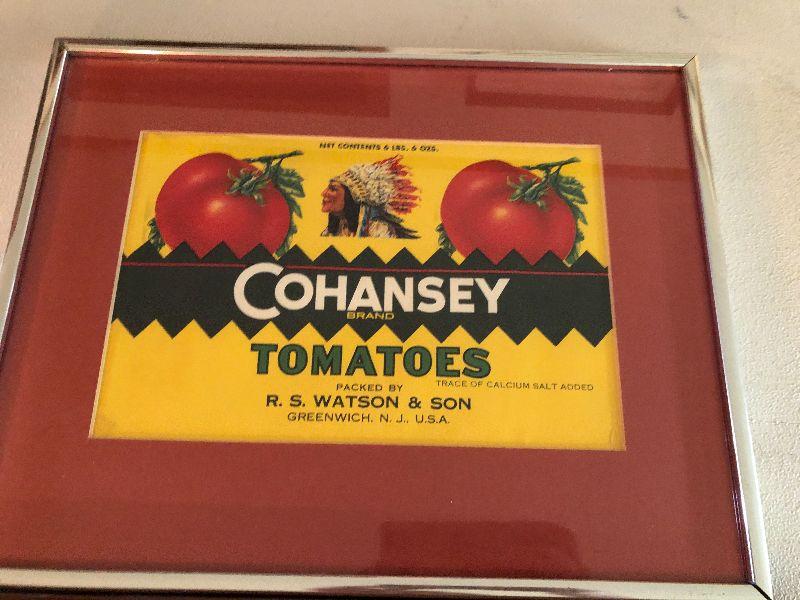 NET CONTENTS 6 LBS. 6 OZS.
COHANSEY
BRAND
TOMATOES
TRACE OF CALCIUM SALT ADDED
PACKED BY
R. S. WATSON & SON
GREENWICH, N. J., U.S.A.